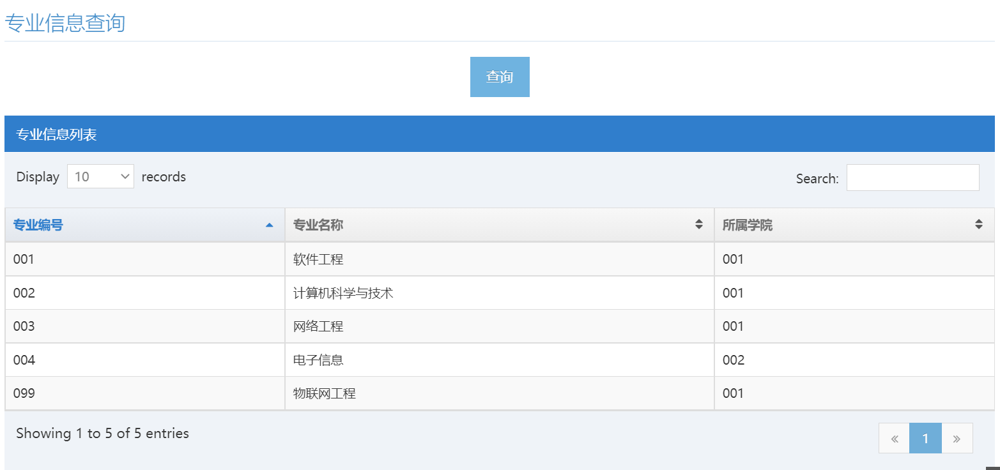 专业信息查询
查询
专业信息列表
Display 10 records Search:
专业编号 专业名称 所属学院
001 软件工程 001
002 计算机科学与技术 001
003 网络工程 001
004 电子信息 002
099 物联网工程 001
Showing 1 to 5 of 5 entries « 1 »